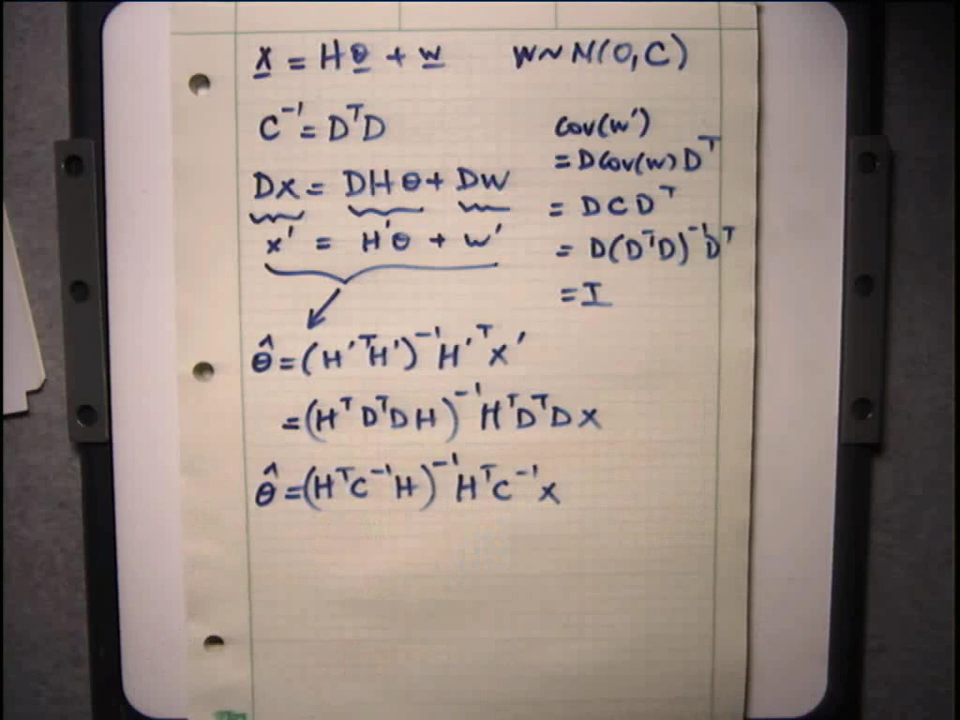 x = Hθ + w    W ~ N(0, C)
C⁻¹ = DᵀD
Dx = DHθ + Dw
x' = H'θ + w'
Cov(w')
= D Cov(w) Dᵀ
= D C Dᵀ
= D(DᵀD)⁻¹Dᵀ
= I
θ̂ = (H'ᵀH')⁻¹H'ᵀx'
= (HᵀDᵀDH)⁻¹HᵀDᵀDx
θ̂ = (HᵀC⁻¹H)⁻¹HᵀC⁻¹x